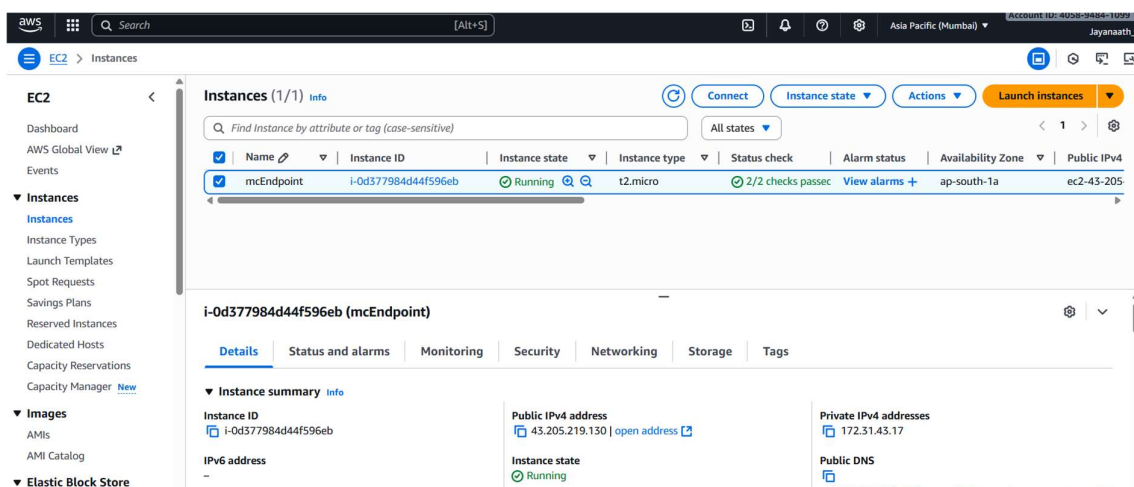 aws Search [Alt+S] Asia Pacific (Mumbai) Account ID: 4058-9484-1099
Jayanaath_
EC2 > Instances
EC2
Dashboard
AWS Global View
Events
Instances
Instances
Instance Types
Launch Templates
Spot Requests
Savings Plans
Reserved Instances
Dedicated Hosts
Capacity Reservations
Capacity Manager New
Images
AMIs
AMI Catalog
Elastic Block Store
Instances (1/1) Info Connect Instance state Actions Launch instances
Find Instance by attribute or tag (case-sensitive) All states 1
Name Instance ID Instance state Instance type Status check Alarm status Availability Zone Public IPv4
mcEndpoint i-0d377984d44f596eb Running t2.micro 2/2 checks passec View alarms + ap-south-1a ec2-43-205-
i-0d377984d44f596eb (mcEndpoint)
Details Status and alarms Monitoring Security Networking Storage Tags
Instance summary Info
Instance ID Public IPv4 address Private IPv4 addresses
i-0d377984d44f596eb 43.205.219.130 | open address 172.31.43.17
IPv6 address Instance state Public DNS
– Running